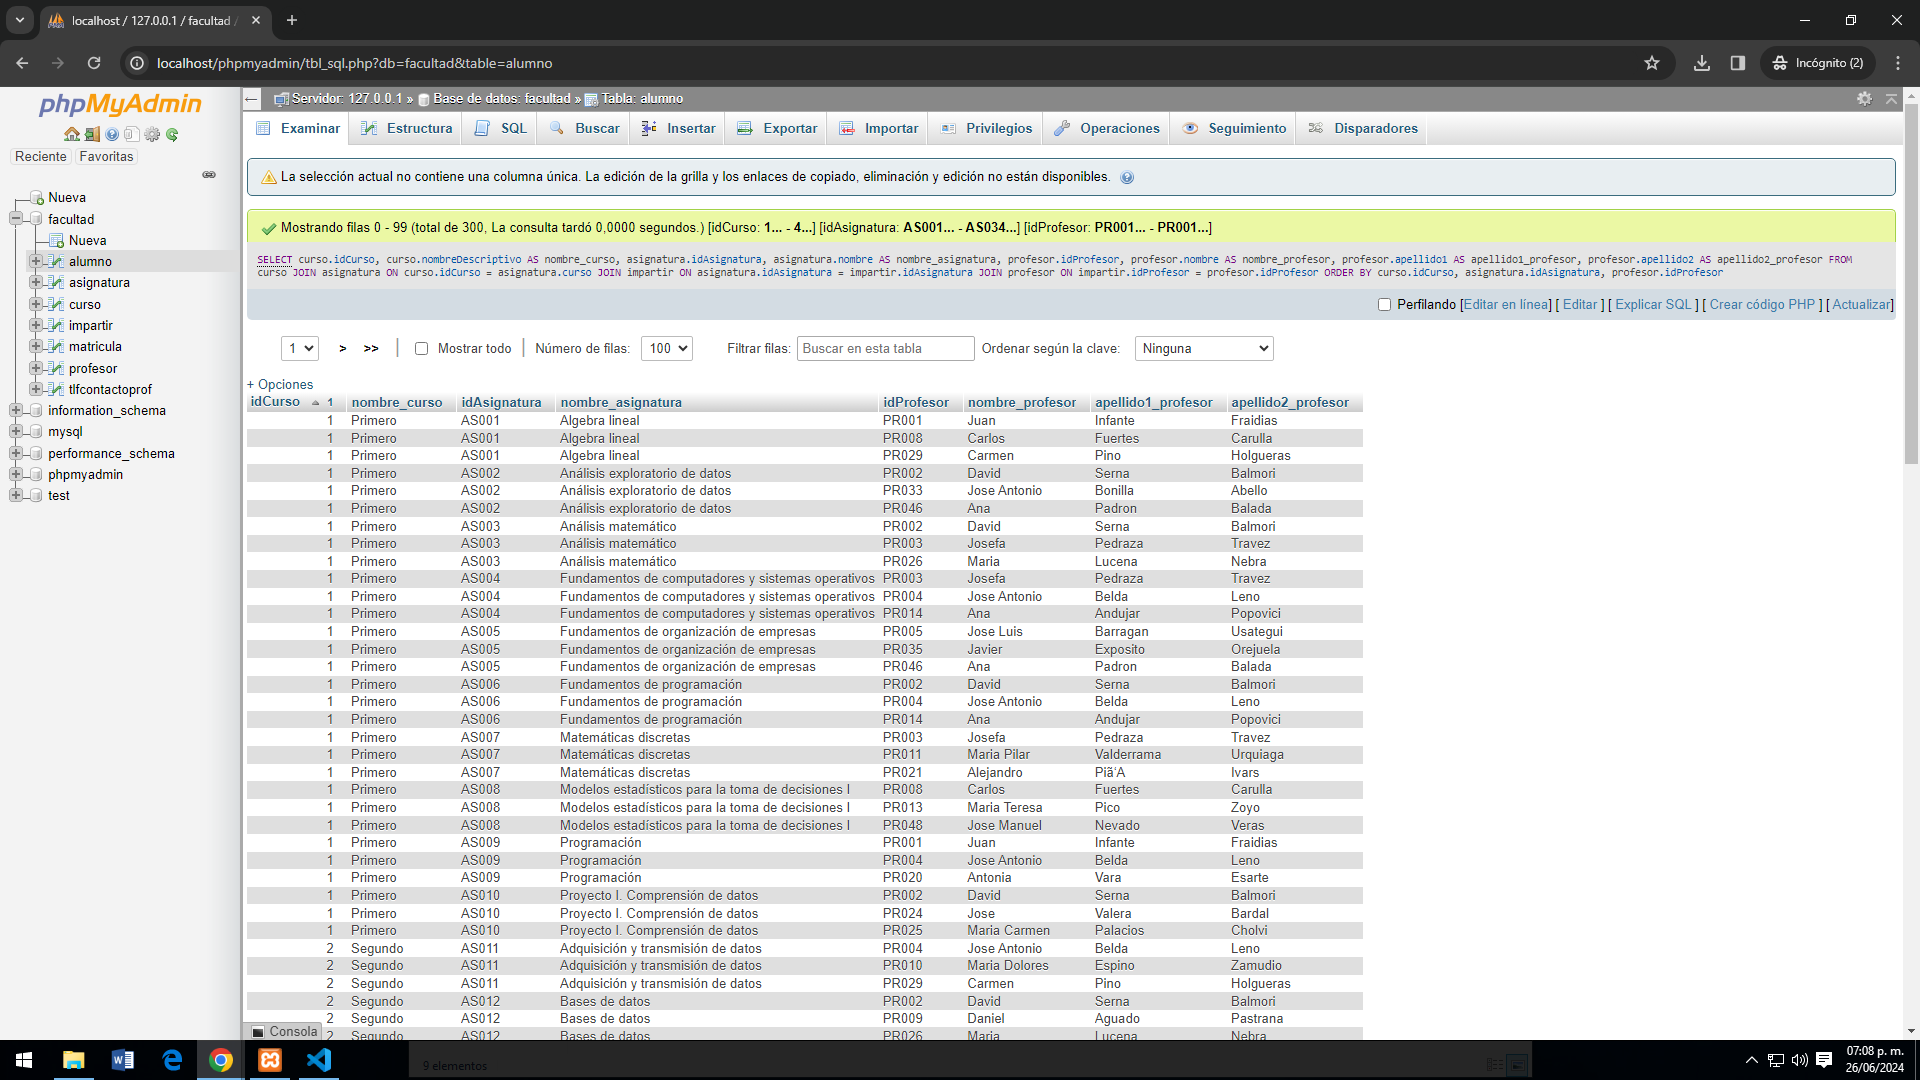 localhost / 127.0.0.1 / facultad /
localhost/phpmyadmin/tbl_sql.php?db=facultad&table=alumno
Incógnito (2)
phpMyAdmin
Reciente Favoritas
Nueva
facultad
Nueva
alumno
asignatura
curso
impartir
matricula
profesor
tlfcontactoprof
information_schema
mysql
performance_schema
phpmyadmin
test
Servidor: 127.0.0.1 » Base de datos: facultad » Tabla: alumno
Examinar Estructura SQL Buscar Insertar Exportar Importar Privilegios Operaciones Seguimiento Disparadores
La selección actual no contiene una columna única. La edición de la grilla y los enlaces de copiado, eliminación y edición no están disponibles.
Mostrando filas 0 - 99 (total de 300, La consulta tardó 0,0000 segundos.) [idCurso: 1... - 4...] [idAsignatura: AS001... - AS034...] [idProfesor: PR001... - PR001...]
SELECT curso.idCurso, curso.nombreDescriptivo AS nombre_curso, asignatura.idAsignatura, asignatura.nombre AS nombre_asignatura, profesor.idProfesor, profesor.nombre AS nombre_profesor, profesor.apellido1 AS apellido1_profesor, profesor.apellido2 AS apellido2_profesor FROM
curso JOIN asignatura ON curso.idCurso = asignatura.curso JOIN impartir ON asignatura.idAsignatura = impartir.idAsignatura JOIN profesor ON impartir.idProfesor = profesor.idProfesor ORDER BY curso.idCurso, asignatura.idAsignatura, profesor.idProfesor
Perfilando [Editar en línea] [ Editar ] [ Explicar SQL ] [ Crear código PHP ] [ Actualizar]
1 > >> | Mostrar todo | Número de filas: 100 Filtrar filas: Buscar en esta tabla Ordenar según la clave: Ninguna
+ Opciones
idCurso 1 nombre_curso idAsignatura nombre_asignatura idProfesor nombre_profesor apellido1_profesor apellido2_profesor
1 Primero AS001 Algebra lineal PR001 Juan Infante Fraidias
1 Primero AS001 Algebra lineal PR008 Carlos Fuertes Carulla
1 Primero AS001 Algebra lineal PR029 Carmen Pino Holgueras
1 Primero AS002 Análisis exploratorio de datos PR002 David Serna Balmori
1 Primero AS002 Análisis exploratorio de datos PR033 Jose Antonio Bonilla Abello
1 Primero AS002 Análisis exploratorio de datos PR046 Ana Padron Balada
1 Primero AS003 Análisis matemático PR002 David Serna Balmori
1 Primero AS003 Análisis matemático PR003 Josefa Pedraza Travez
1 Primero AS003 Análisis matemático PR026 Maria Lucena Nebra
1 Primero AS004 Fundamentos de computadores y sistemas operativos PR003 Josefa Pedraza Travez
1 Primero AS004 Fundamentos de computadores y sistemas operativos PR004 Jose Antonio Belda Leno
1 Primero AS004 Fundamentos de computadores y sistemas operativos PR014 Ana Andujar Popovici
1 Primero AS005 Fundamentos de organización de empresas PR005 Jose Luis Barragan Usategui
1 Primero AS005 Fundamentos de organización de empresas PR035 Javier Exposito Orejuela
1 Primero AS005 Fundamentos de organización de empresas PR046 Ana Padron Balada
1 Primero AS006 Fundamentos de programación PR002 David Serna Balmori
1 Primero AS006 Fundamentos de programación PR004 Jose Antonio Belda Leno
1 Primero AS006 Fundamentos de programación PR014 Ana Andujar Popovici
1 Primero AS007 Matemáticas discretas PR003 Josefa Pedraza Travez
1 Primero AS007 Matemáticas discretas PR011 Maria Pilar Valderrama Urquiaga
1 Primero AS007 Matemáticas discretas PR021 Alejandro Piã‘A Ivars
1 Primero AS008 Modelos estadísticos para la toma de decisiones I PR008 Carlos Fuertes Carulla
1 Primero AS008 Modelos estadísticos para la toma de decisiones I PR013 Maria Teresa Pico Zoyo
1 Primero AS008 Modelos estadísticos para la toma de decisiones I PR048 Jose Manuel Nevado Veras
1 Primero AS009 Programación PR001 Juan Infante Fraidias
1 Primero AS009 Programación PR004 Jose Antonio Belda Leno
1 Primero AS009 Programación PR020 Antonia Vara Esarte
1 Primero AS010 Proyecto I. Comprensión de datos PR002 David Serna Balmori
1 Primero AS010 Proyecto I. Comprensión de datos PR024 Jose Valera Bardal
1 Primero AS010 Proyecto I. Comprensión de datos PR025 Maria Carmen Palacios Cholvi
2 Segundo AS011 Adquisición y transmisión de datos PR004 Jose Antonio Belda Leno
2 Segundo AS011 Adquisición y transmisión de datos PR010 Maria Dolores Espino Zamudio
2 Segundo AS011 Adquisición y transmisión de datos PR029 Carmen Pino Holgueras
2 Segundo AS012 Bases de datos PR002 David Serna Balmori
2 Segundo AS012 Bases de datos PR009 Daniel Aguado Pastrana
2 Segundo AS012 Bases de datos PR026 Maria Lucena Nebra
Consola
9 elementos
07:08 p. m.
26/06/2024